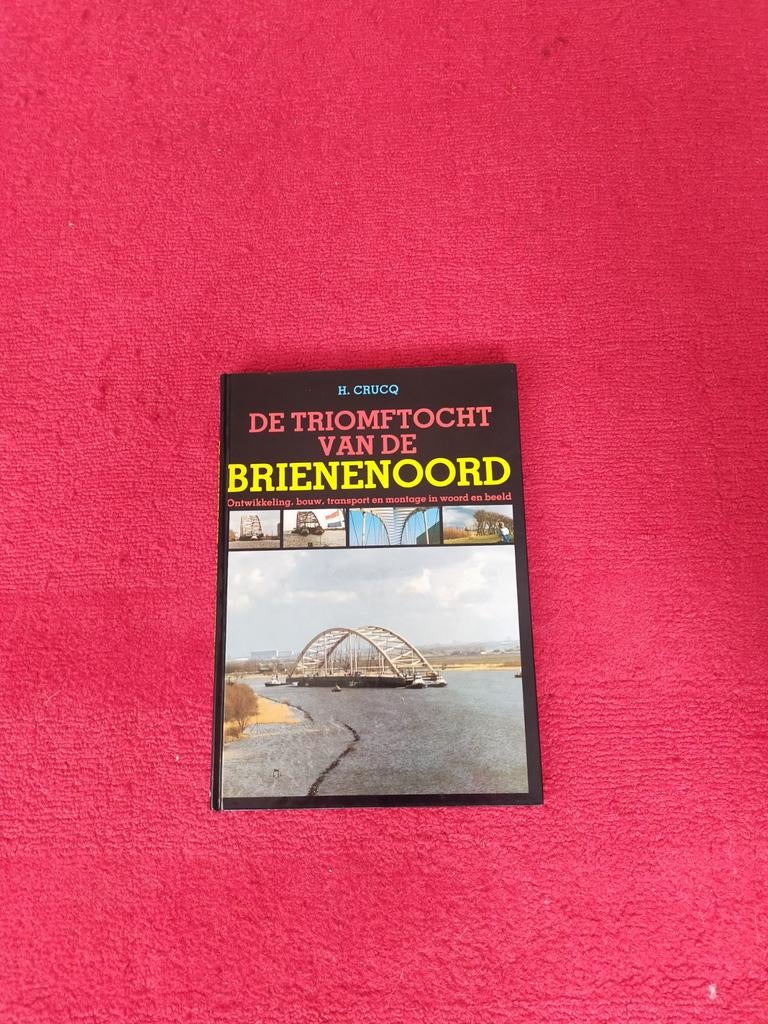 H. CRUCQ
DE TRIOMFTOCHT
VAN DE
BRIENENOORD
Ontwikkeling, bouw, transport en montage in woord en beeld